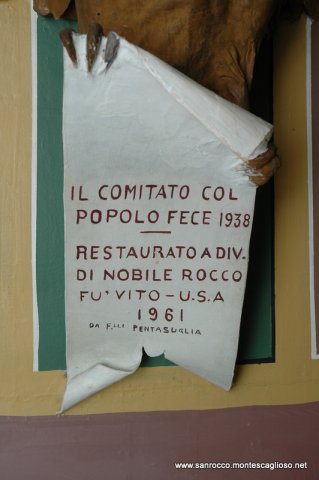 IL COMITATO COL
POPOLO FECE 1938
RESTAURATO A DIV.
DI NOBILE ROCCO
FU' VITO - U.S.A
1961
DA F.LLI PENTASUGLIA
www.sanrocco.montescaglioso.net